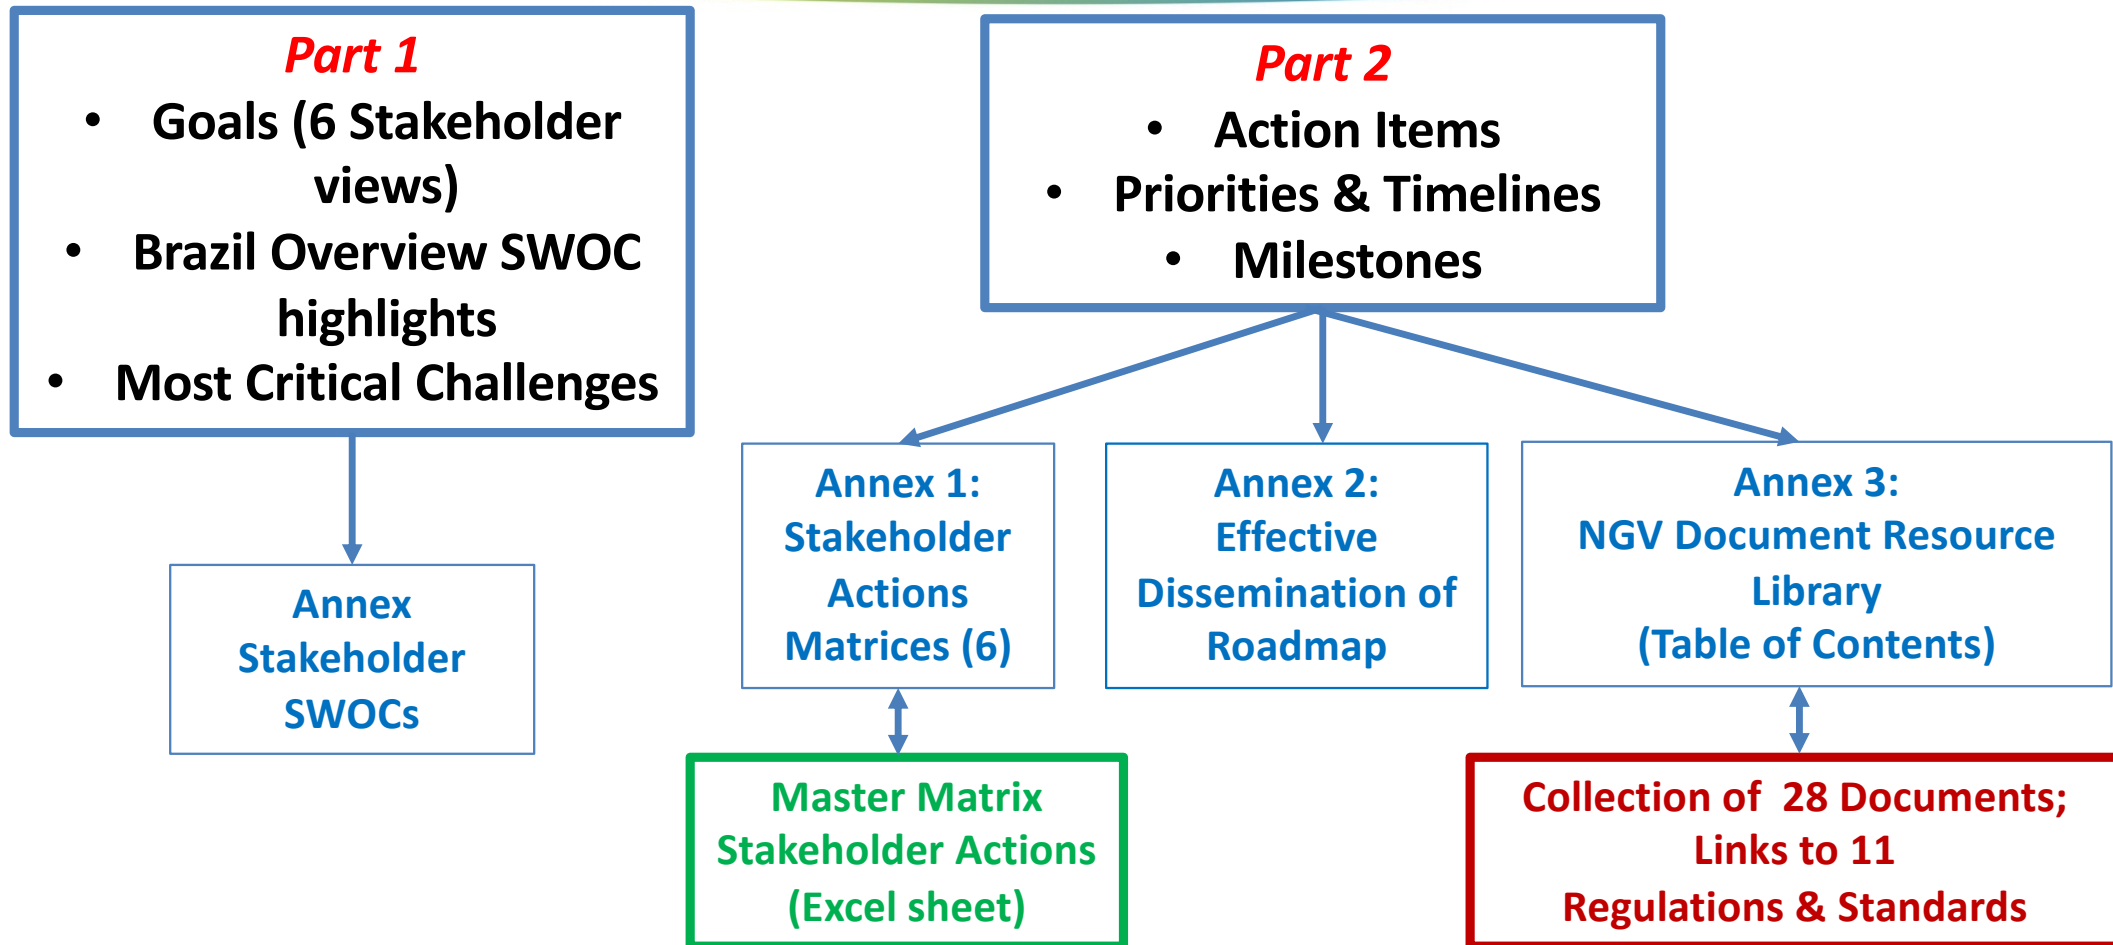 Part 1
• Goals (6 Stakeholder
views)
• Brazil Overview SWOC
highlights
• Most Critical Challenges
Part 2
• Action Items
• Priorities & Timelines
• Milestones
Annex
Stakeholder
SWOCs
Annex 1:
Stakeholder
Actions
Matrices (6)
Annex 2:
Effective
Dissemination of
Roadmap
Annex 3:
NGV Document Resource
Library
(Table of Contents)
Master Matrix
Stakeholder Actions
(Excel sheet)
Collection of 28 Documents;
Links to 11
Regulations & Standards